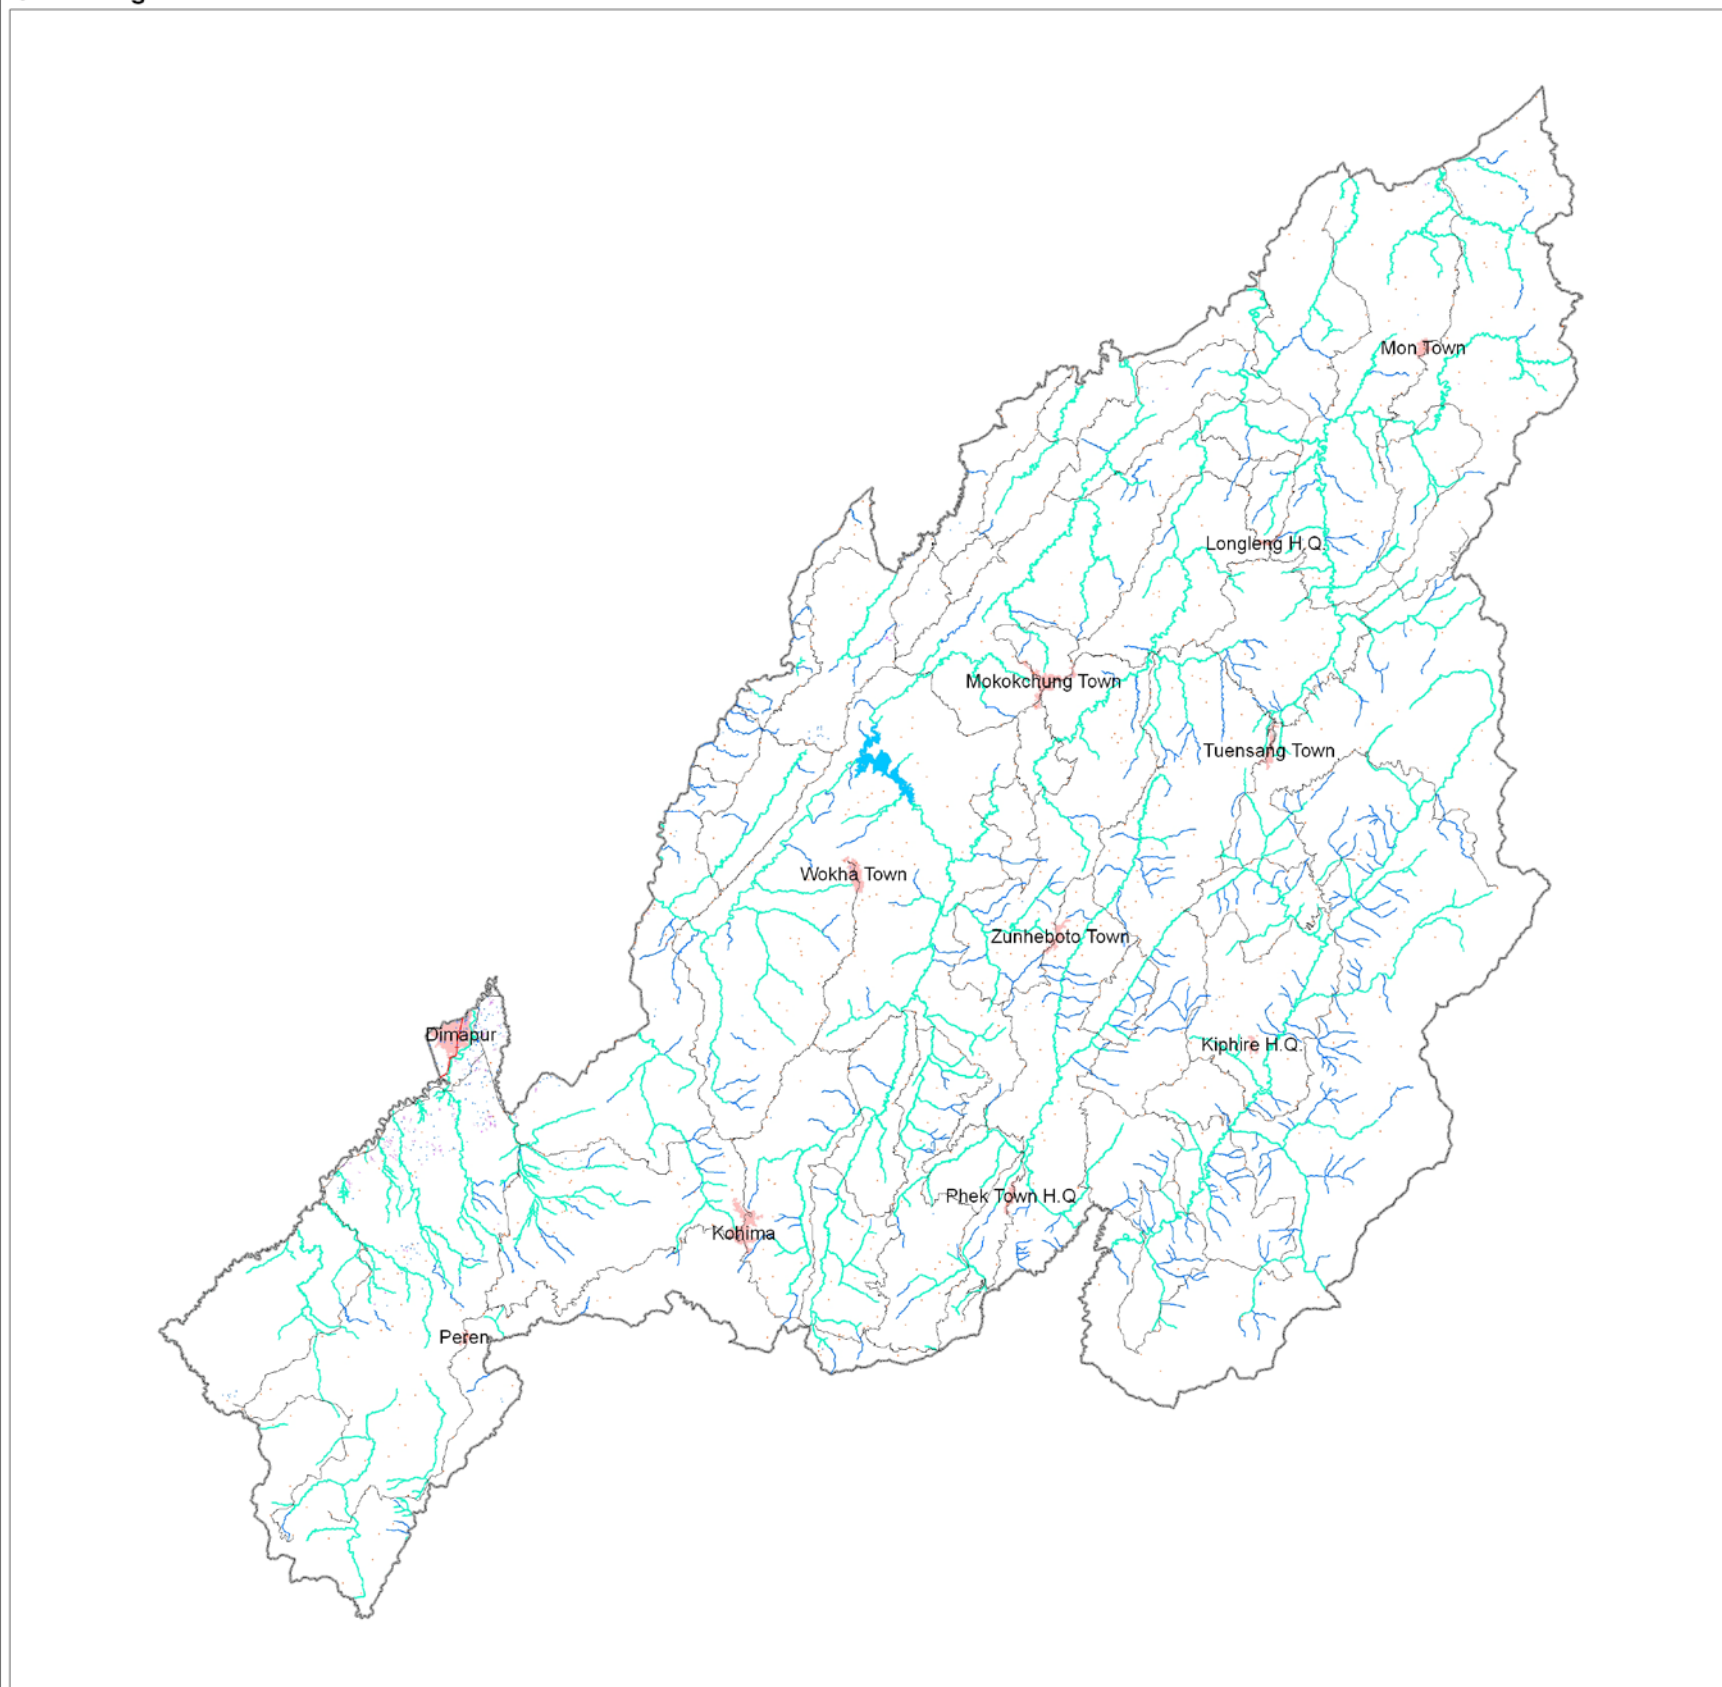 Mon Town
Longleng H.Q.
Mokokchung Town
Tuensang Town
Wokha Town
Zunheboto Town
Dimapur
Kiphire H.Q.
Phek Town H.Q
Kohima
Peren